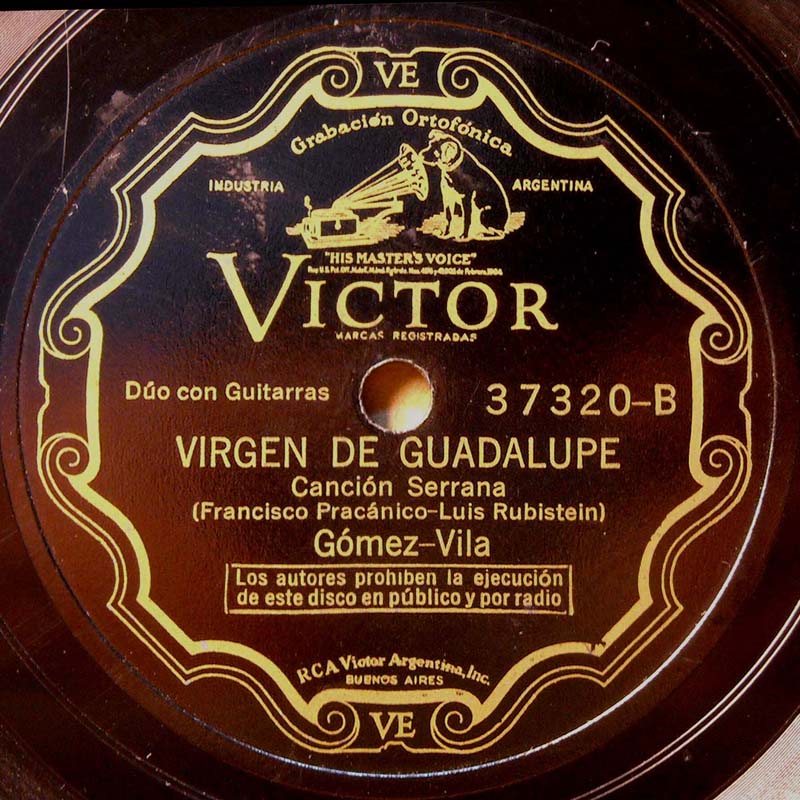 VE
Grabación Ortofónica
INDUSTRIA
ARGENTINA
"HIS MASTER'S VOICE"
VICTOR
MARCAS REGISTRADAS
Dúo con Guitarras
37320-B
VIRGEN DE GUADALUPE
Canción Serrana
(Francisco Pracánico-Luis Rubistein)
Gómez-Vila
Los autores prohiben la ejecución
de este disco en público y por radio
RCA Victor Argentina, Inc.
BUENOS AIRES
VE